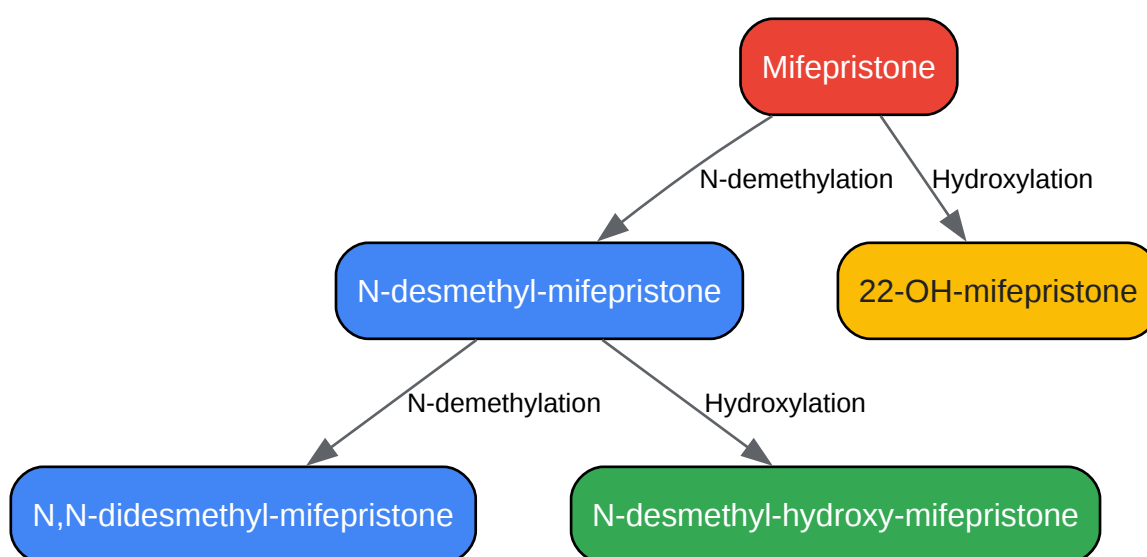 Mifepristone
N-demethylation
Hydroxylation
N-desmethyl-mifepristone
22-OH-mifepristone
N-demethylation
Hydroxylation
N,N-didesmethyl-mifepristone
N-desmethyl-hydroxy-mifepristone